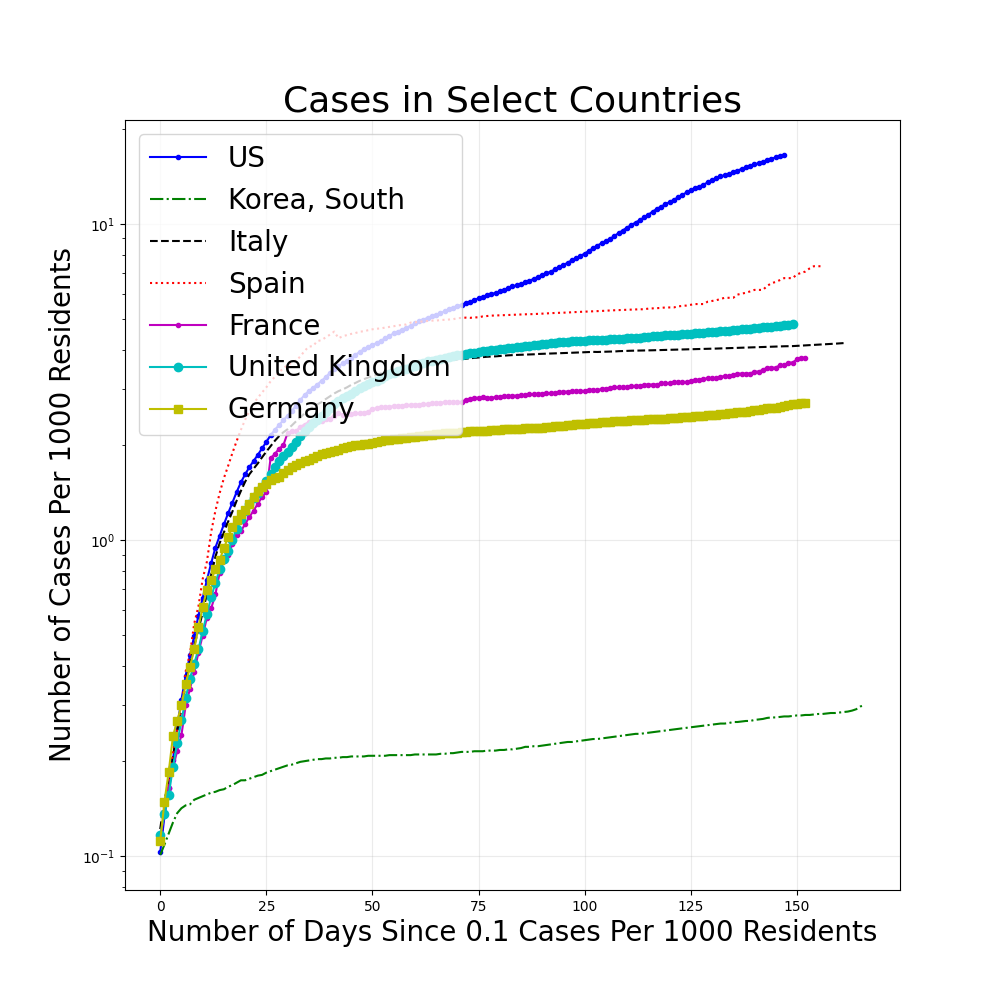 Cases in Select Countries
US
Korea, South
Italy
Spain
France
United Kingdom
Germany
Number of Cases Per 1000 Residents
10¹
10⁰
10⁻¹
0 25 50 75 100 125 150
Number of Days Since 0.1 Cases Per 1000 Residents